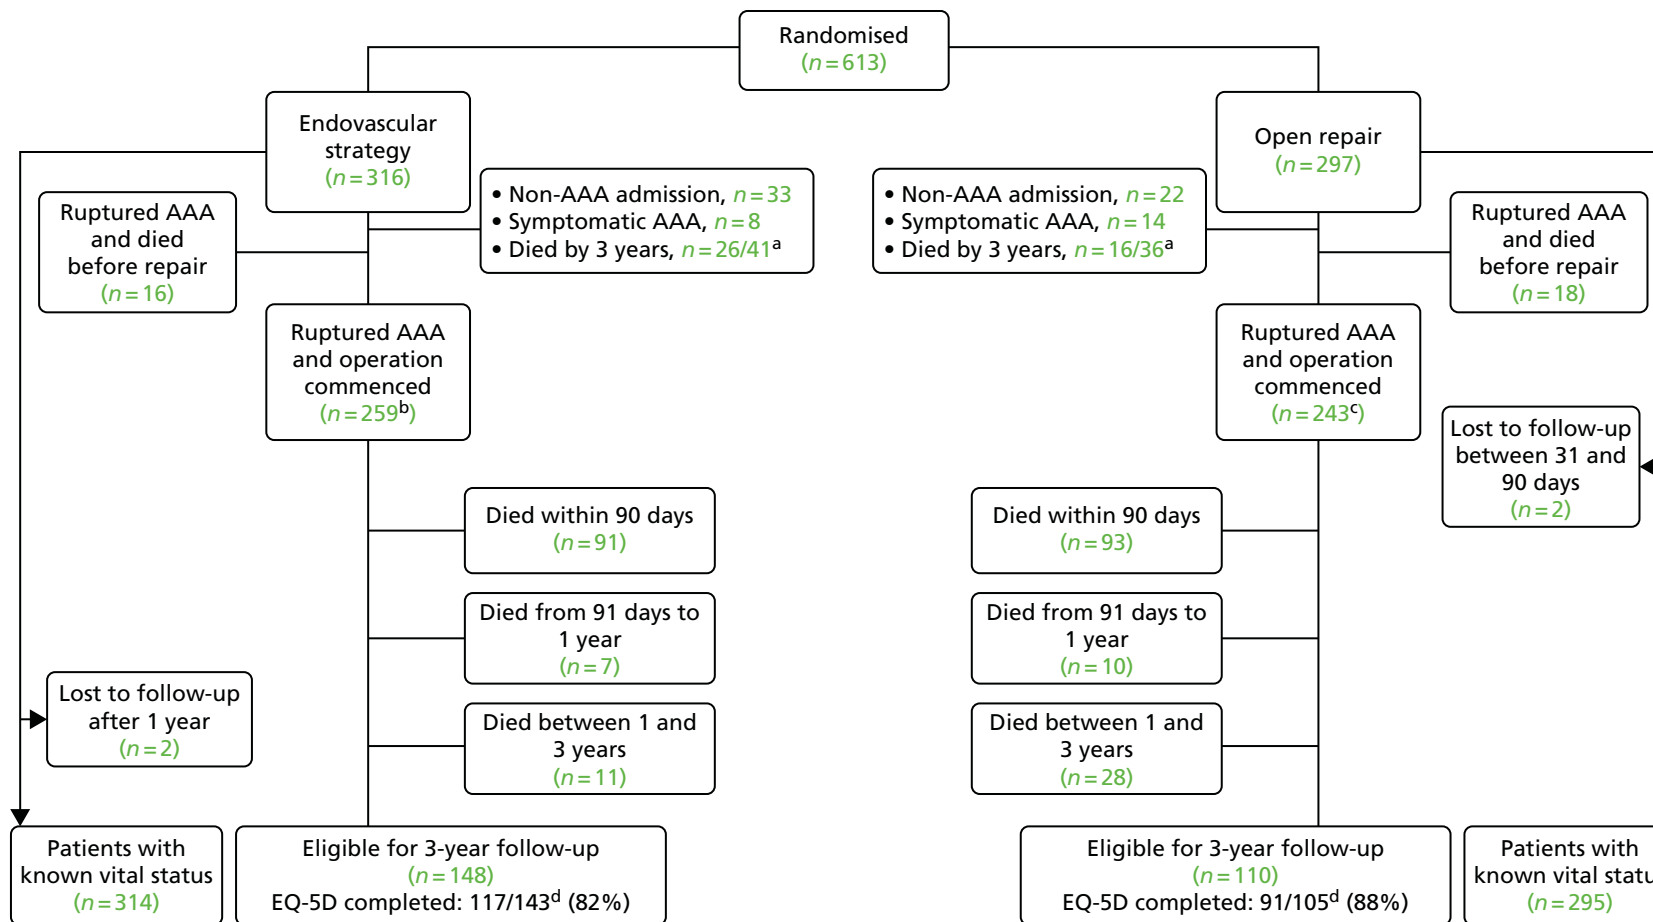 Randomised
(n=613)
Endovascular
strategy
(n=316)
Open repair
(n=297)
• Non-AAA admission, n=33
• Symptomatic AAA, n=8
• Died by 3 years, n=26/41a
• Non-AAA admission, n=22
• Symptomatic AAA, n=14
• Died by 3 years, n=16/36a
Ruptured AAA
and died
before repair
(n=16)
Ruptured AAA
and died
before repair
(n=18)
Ruptured AAA
and operation
commenced
(n=259b)
Ruptured AAA
and operation
commenced
(n=243c)
Lost to follow-up
between 31 and
90 days
(n=2)
Died within 90 days
(n=91)
Died within 90 days
(n=93)
Died from 91 days to
1 year
(n=7)
Died from 91 days to
1 year
(n=10)
Lost to follow-up
after 1 year
(n=2)
Died between 1 and
3 years
(n=11)
Died between 1 and
3 years
(n=28)
Patients with
known vital status
(n=314)
Eligible for 3-year follow-up
(n=148)
EQ-5D completed: 117/143d (82%)
Eligible for 3-year follow-up
(n=110)
EQ-5D completed: 91/105d (88%)
Patients with
known vital statu
(n=295)